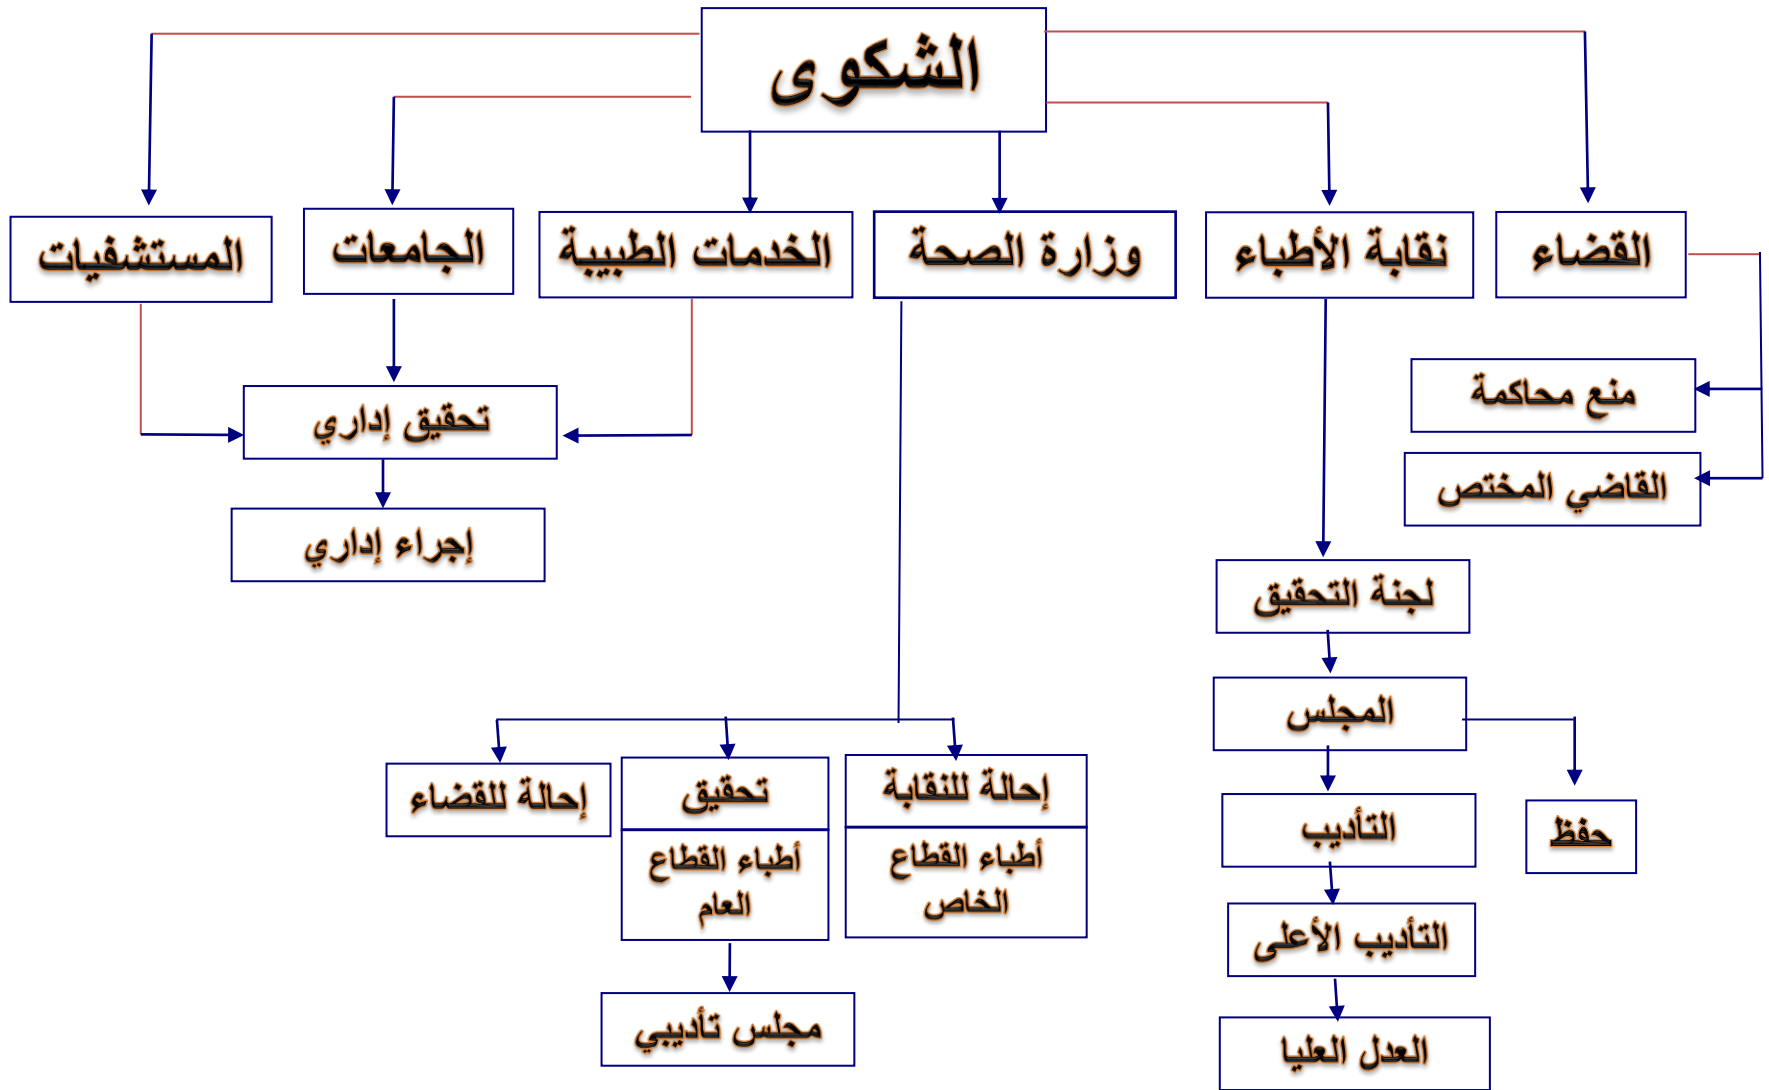 الشكوى
القضاء
نقابة الأطباء
وزارة الصحة
الخدمات الطبيبة
الجامعات
المستشفيات
منع محاكمة
القاضي المختص
تحقيق إداري
إجراء إداري
لجنة التحقيق
المجلس
حفظ
التأديب
التأديب الأعلى
العدل العليا
إحالة للنقابة
أطباء القطاع
الخاص
تحقيق
أطباء القطاع
العام
مجلس تأديبي
إحالة للقضاء